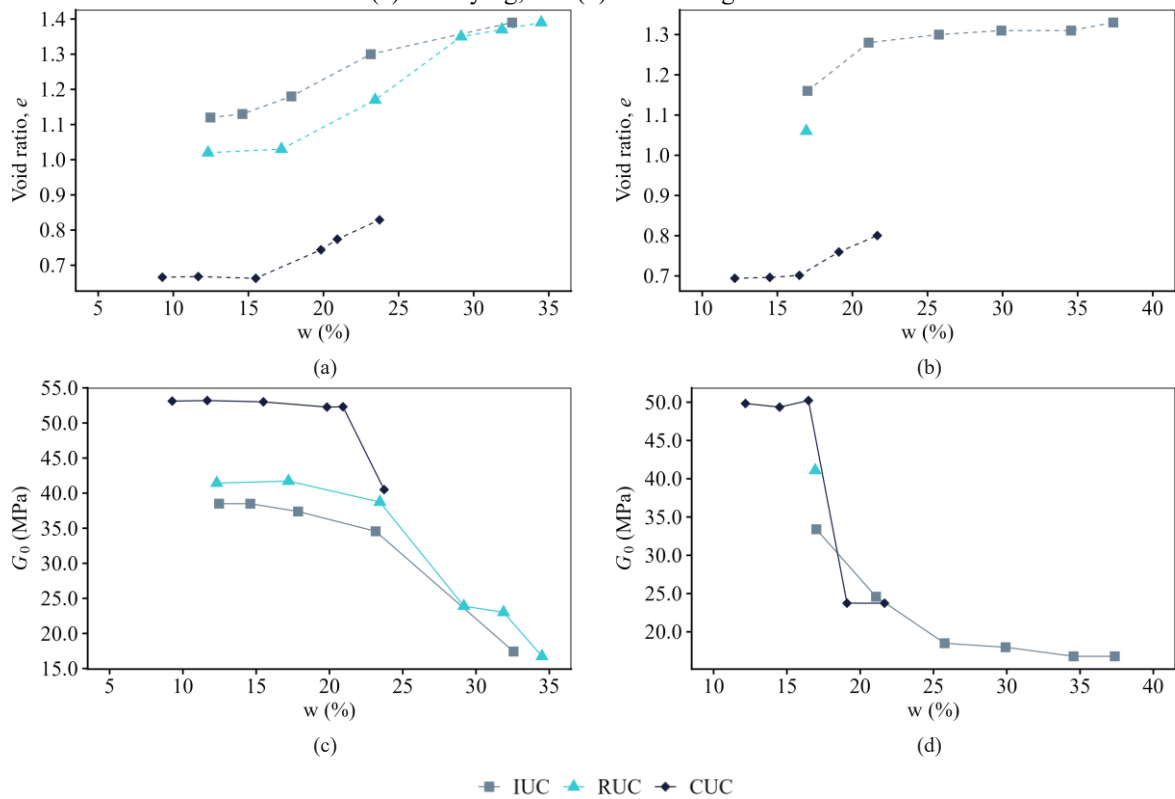 1.4
1.3
1.2
1.1
1.0
0.9
0.8
0.7
Void ratio, e
5 10 15 20 25 30 35
w (%)
(a)
1.3
1.2
1.1
1.0
0.9
0.8
0.7
Void ratio, e
10 15 20 25 30 35 40
w (%)
(b)
55.0
50.0
45.0
40.0
35.0
30.0
25.0
20.0
15.0
G0 (MPa)
5 10 15 20 25 30 35
w (%)
(c)
50.0
45.0
40.0
35.0
30.0
25.0
20.0
G0 (MPa)
10 15 20 25 30 35 40
w (%)
(d)
IUC RUC CUC